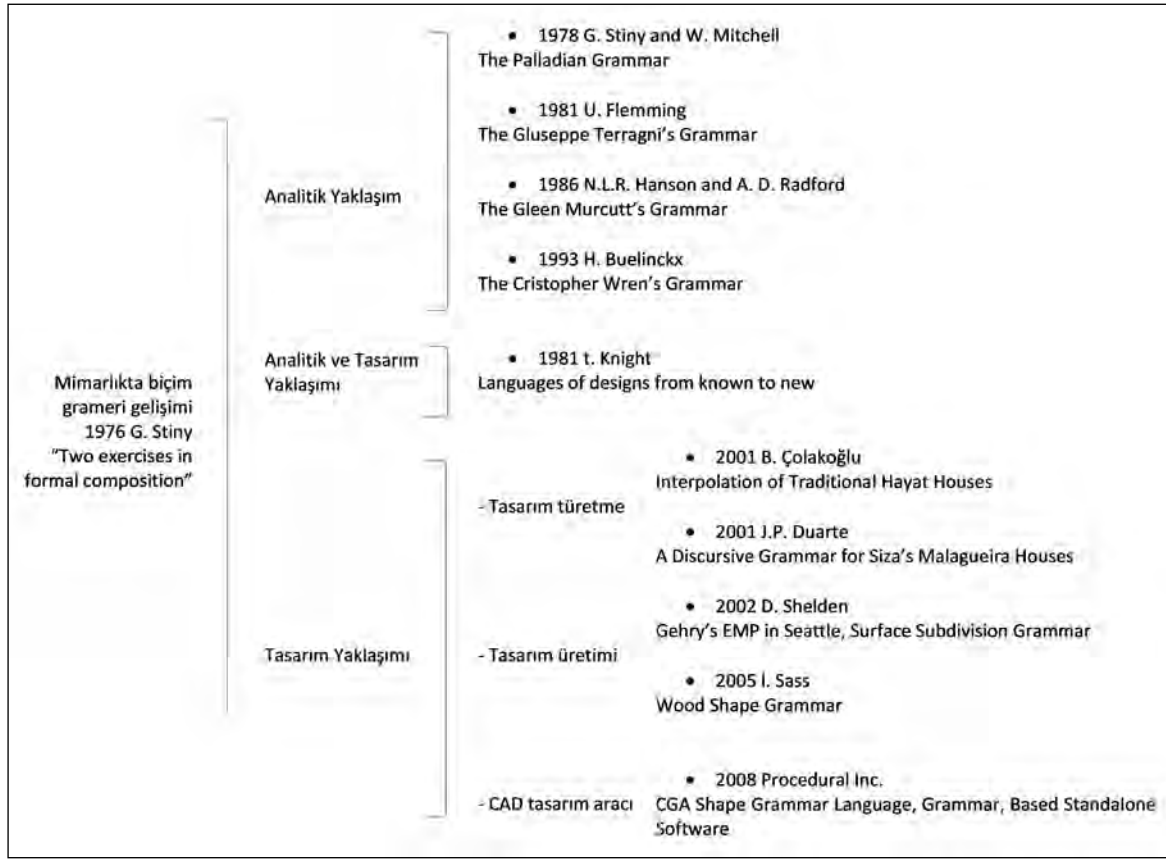 • 1978 G. Stiny and W. Mitchell
The Palladian Grammar
• 1981 U. Flemming
The Gluseppe Terragni's Grammar
Analitik Yaklaşım
• 1986 N.L.R. Hanson and A. D. Radford
The Gleen Murcutt's Grammar
• 1993 H. Buelinckx
The Cristopher Wren's Grammar
Mimarlıkta biçim
grameri gelişimi
1976 G. Stiny
"Two exercises in
formal composition"
Analitik ve Tasarım
Yaklaşımı
• 1981 t. Knight
Languages of designs from known to new
Tasarım Yaklaşımı
- Tasarım türetme
• 2001 B. Çolakoğlu
Interpolation of Traditional Hayat Houses
• 2001 J.P. Duarte
A Discursive Grammar for Siza's Malagueira Houses
- Tasarım üretimi
• 2002 D. Shelden
Gehry's EMP in Seattle, Surface Subdivision Grammar
• 2005 l. Sass
Wood Shape Grammar
- CAD tasarım aracı
• 2008 Procedural Inc.
CGA Shape Grammar Language, Grammar, Based Standalone
Software